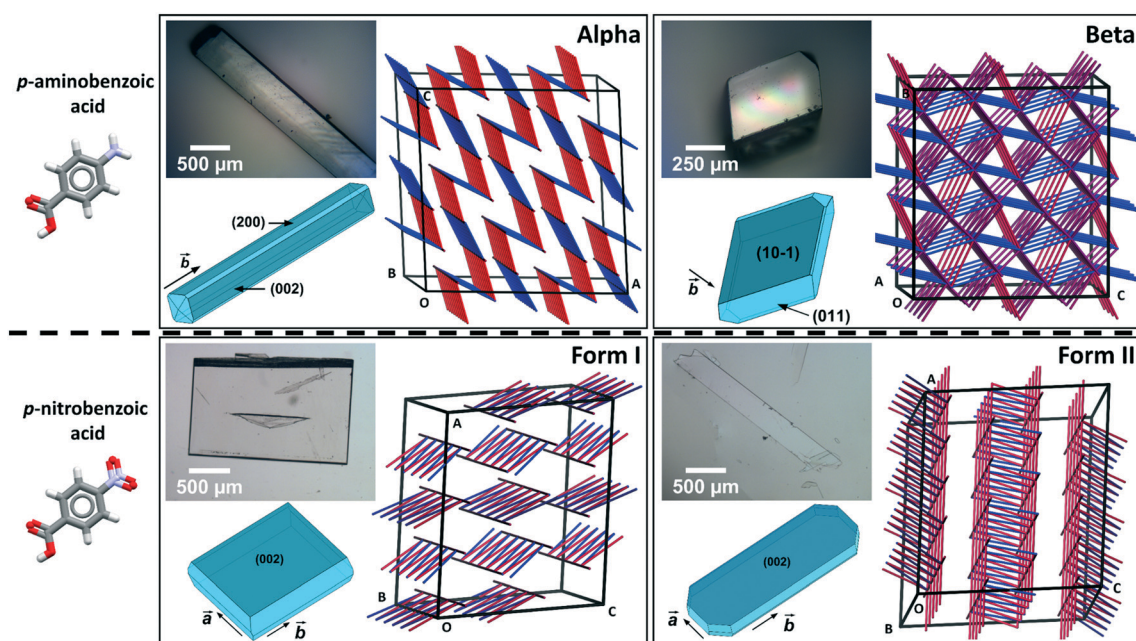 p-aminobenzoic
acid
Alpha
500 µm
(200)
b
(002)
C
B
O
A
Beta
250 µm
(10-1)
b
(011)
B
A
O
C
p-nitrobenzoic
acid
Form I
500 µm
(002)
a
b
A
B
O
C
Form II
500 µm
(002)
a
b
A
O
B
C